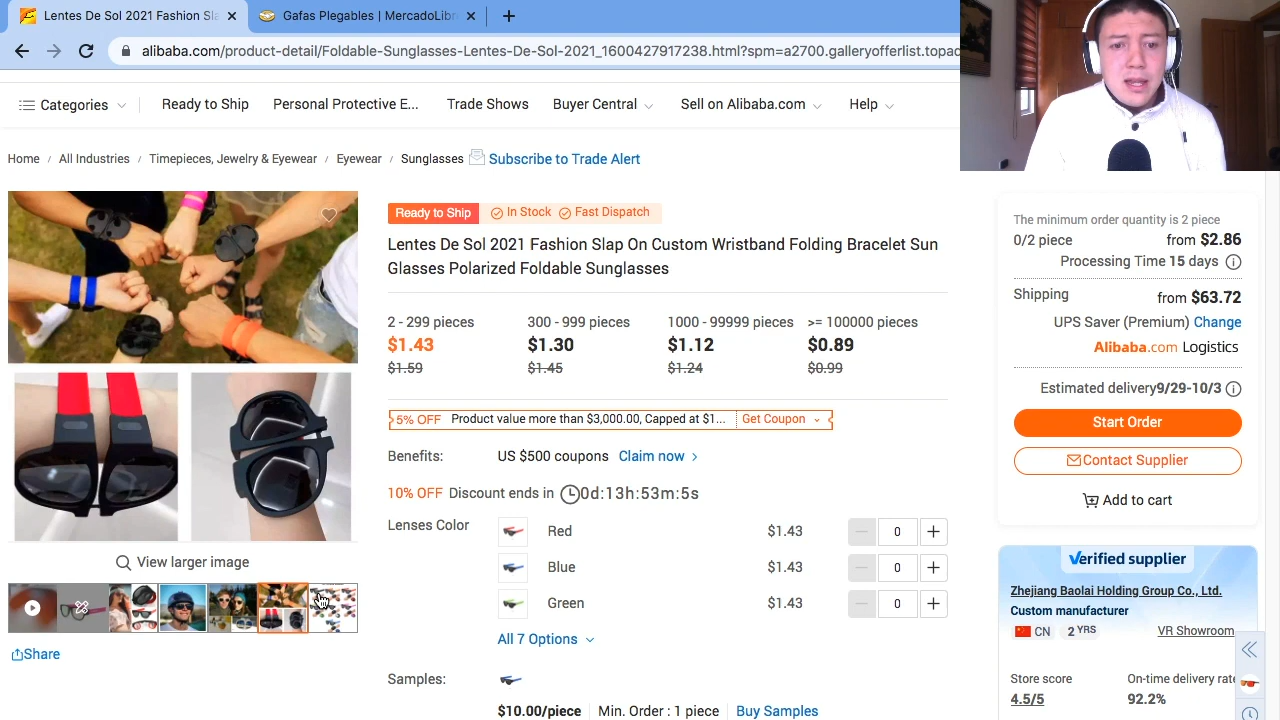 Lentes De Sol 2021 Fashion Sla
Gafas Plegables | MercadoLibr
alibaba.com/product-detail/Foldable-Sunglasses-Lentes-De-Sol-2021_1600427917238.html?spm=a2700.galleryofferlist.topac
Categories
Ready to Ship
Personal Protective E...
Trade Shows
Buyer Central
Sell on Alibaba.com
Help
Home / All Industries / Timepieces, Jewelry & Eyewear / Eyewear / Sunglasses
Subscribe to Trade Alert
Ready to Ship
In Stock
Fast Dispatch
Lentes De Sol 2021 Fashion Slap On Custom Wristband Folding Bracelet Sun
Glasses Polarized Foldable Sunglasses
2 - 299 pieces
300 - 999 pieces
1000 - 99999 pieces
>= 100000 pieces
$1.43
$1.30
$1.12
$0.89
$1.59
$1.45
$1.24
$0.99
5% OFF
Product value more than $3,000.00, Capped at $1...
Get Coupon
Benefits:
US $500 coupons
Claim now >
10% OFF Discount ends in 0d:13h:53m:5s
Lenses Color
Red
$1.43
0
Blue
$1.43
0
Green
$1.43
0
All 7 Options
Samples:
$10.00/piece
Min. Order : 1 piece
Buy Samples
View larger image
Share
The minimum order quantity is 2 piece
0/2 piece
from $2.86
Processing Time 15 days
Shipping
from $63.72
UPS Saver (Premium) Change
Alibaba.com Logistics
Estimated delivery9/29-10/3
Start Order
Contact Supplier
Add to cart
Verified supplier
Zhejiang Baolai Holding Group Co., Ltd.
Custom manufacturer
CN
2 YRS
VR Showroom
Store score
On-time delivery rate
4.5/5
92.2%